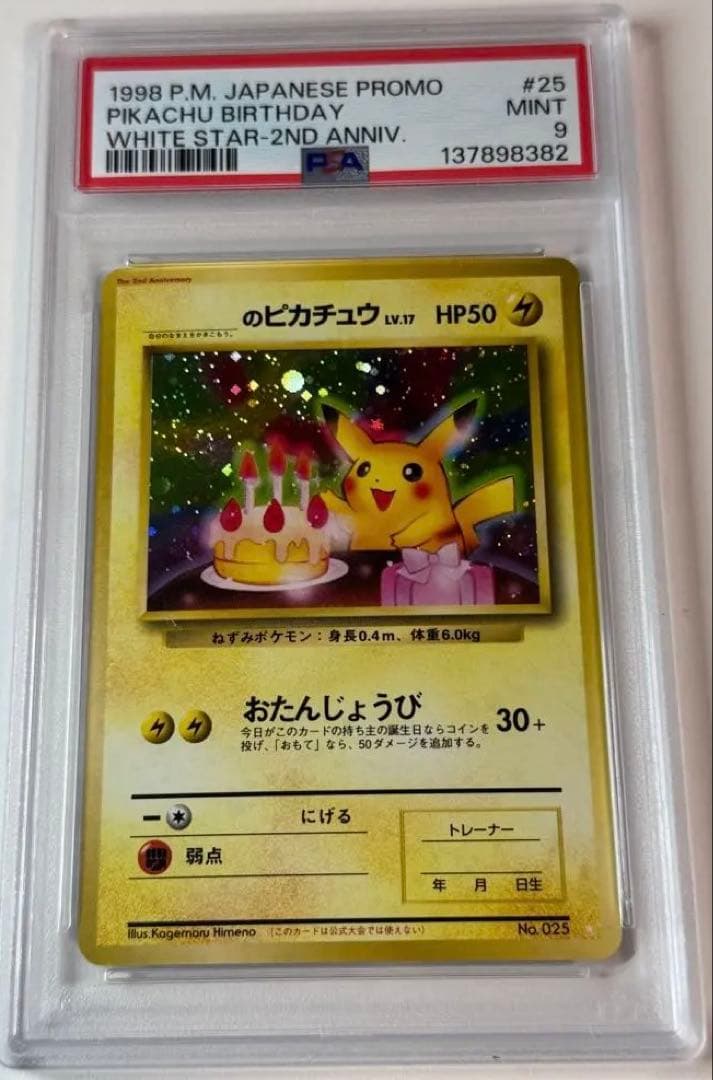 1998 P.M. JAPANESE PROMO #25
PIKACHU BIRTHDAY MINT
WHITE STAR-2ND ANNIV. 9
PSA 137898382
The 2nd Anniversary
のピカチュウ LV.17 HP50
ねずみポケモン：身長0.4m、体重6.0kg
おたんじょうび 30+
今日がこのカードの持ち主の誕生日ならコインを
投げ、「おもて」なら、50ダメージを追加する。
にげる
弱点
トレーナー
年 月 日生
Illus.Kagemaru Himeno （このカードは公式大会では使えない） No. 025